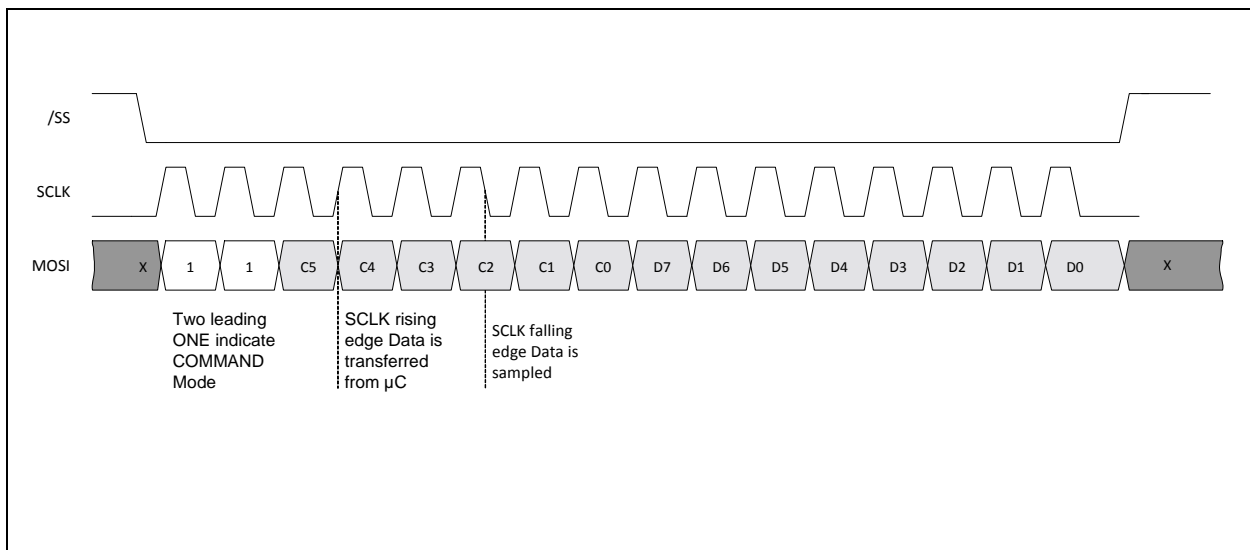 /SS
SCLK
MOSI
X 1 1 C5 C4 C3 C2 C1 C0 D7 D6 D5 D4 D3 D2 D1 D0 X
Two leading
ONE indicate
COMMAND
Mode
SCLK rising
edge Data is
transferred
from µC
SCLK falling
edge Data is
sampled